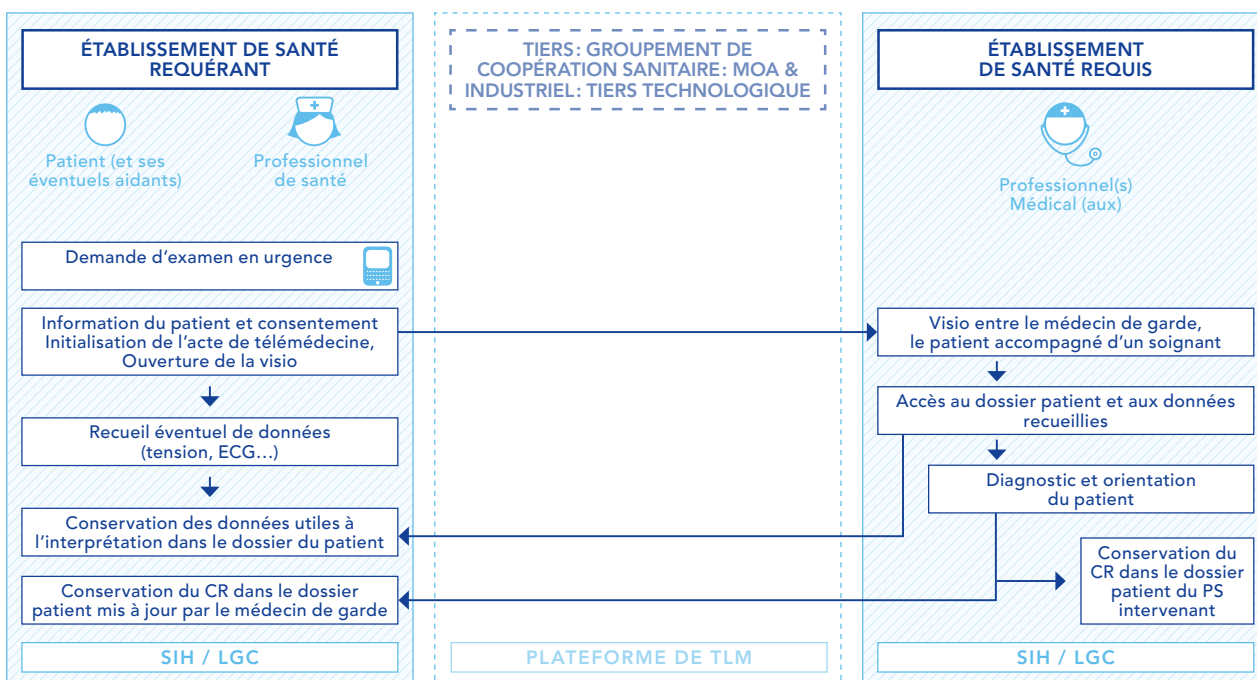 ÉTABLISSEMENT DE SANTÉ
REQUÉRANT
Patient (et ses
éventuels aidants)
Professionnel
de santé
Demande d'examen en urgence
Information du patient et consentement
Initialisation de l'acte de télémédecine,
Ouverture de la visio
Recueil éventuel de données
(tension, ECG…)
Conservation des données utiles à
l'interprétation dans le dossier du patient
Conservation du CR dans le dossier
patient mis à jour par le médecin de garde
SIH / LGC
TIERS: GROUPEMENT DE
COOPÉRATION SANITAIRE: MOA &
INDUSTRIEL: TIERS TECHNOLOGIQUE
PLATEFORME DE TLM
ÉTABLISSEMENT
DE SANTÉ REQUIS
Professionnel(s)
Médical (aux)
Visio entre le médecin de garde,
le patient accompagné d'un soignant
Accès au dossier patient et aux données
recueillies
Diagnostic et orientation
du patient
Conservation du
CR dans le dossier
patient du PS
intervenant
SIH / LGC